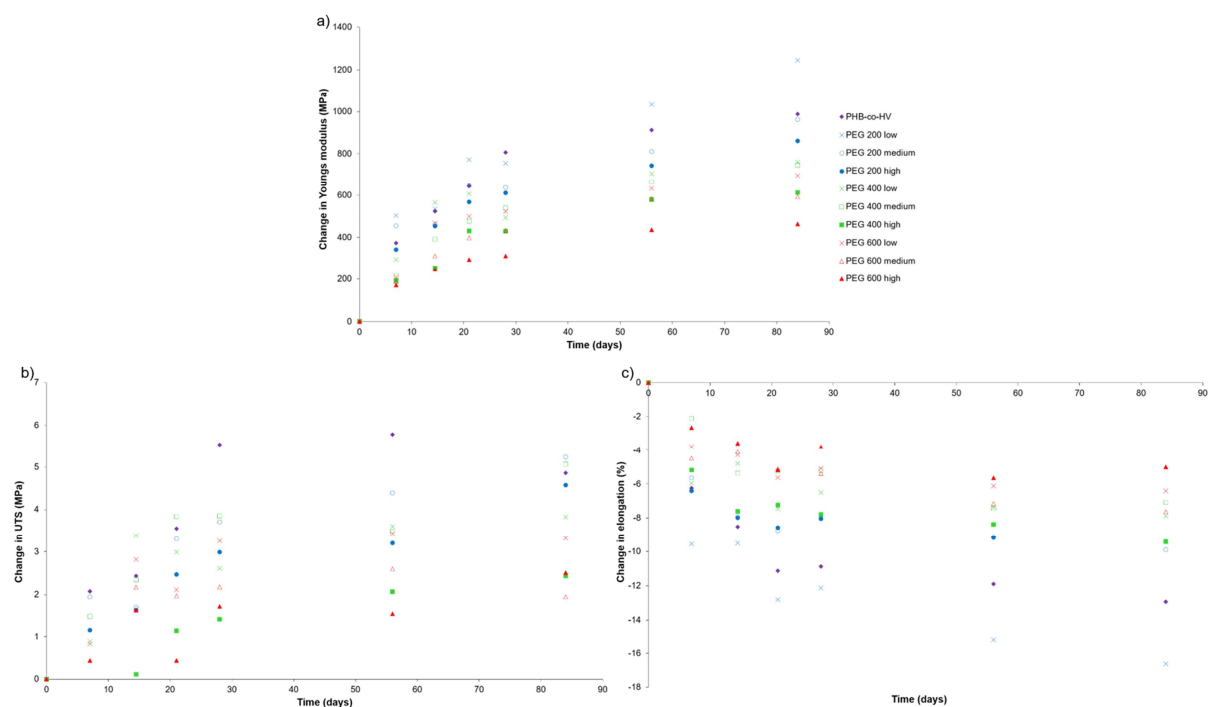 a)
1400
1200
1000
800
600
400
200
0
Change in Youngs modulus (MPa)
0 10 20 30 40 50 60 70 80 90
Time (days)
PHB-co-HV
PEG 200 low
PEG 200 medium
PEG 200 high
PEG 400 low
PEG 400 medium
PEG 400 high
PEG 600 low
PEG 600 medium
PEG 600 high
b)
7
6
5
4
3
2
1
0
Change in UTS (MPa)
0 10 20 30 40 50 60 70 80 90
Time (days)
c)
0 10 20 30 40 50 60 70 80 90
0
-2
-4
-6
-8
-10
-12
-14
-16
-18
Change in elongation (%)
Time (days)